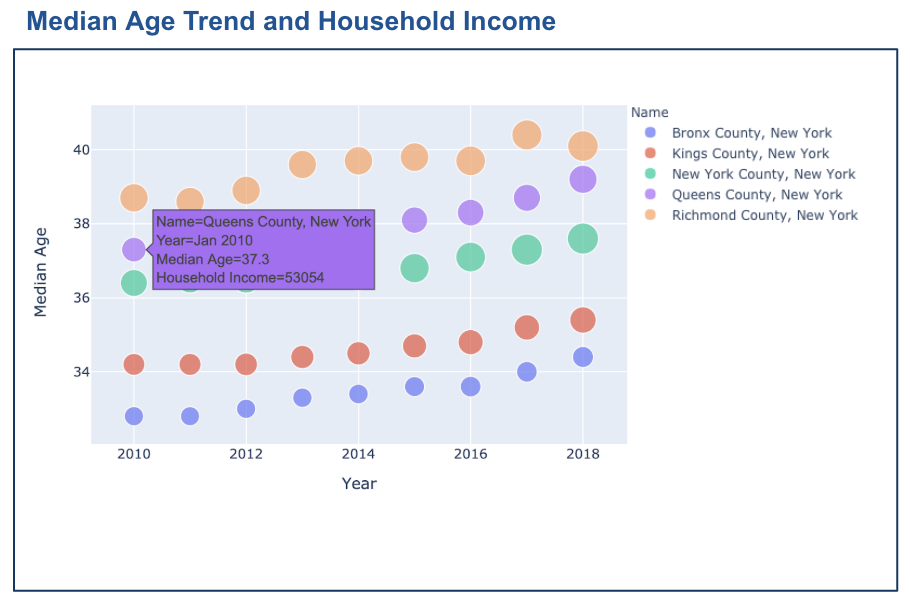 Median Age Trend and Household Income
Name
Bronx County, New York
Kings County, New York
New York County, New York
Queens County, New York
Richmond County, New York
Median Age
40
38
36
34
Name=Queens County, New York
Year=Jan 2010
Median Age=37.3
Household Income=53054
2010 2012 2014 2016 2018
Year